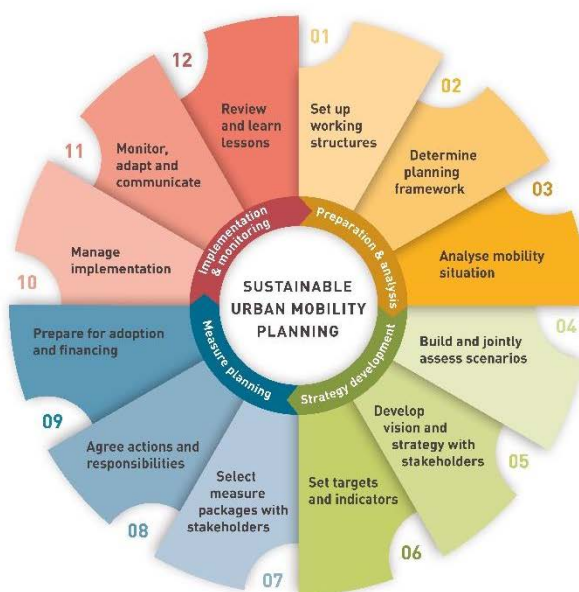 SUSTAINABLE
URBAN MOBILITY
PLANNING
Preparation & analysis
01
Set up
working
structures
02
Determine
planning
framework
03
Analyse mobility
situation
Strategy development
04
Build and jointly
assess scenarios
05
Develop
vision and
strategy with
stakeholders
06
Set targets
and indicators
Measure planning
07
Select
measure
packages with
stakeholders
08
Agree actions and
responsibilities
09
Prepare for adoption
and financing
Implementation
& monitoring
10
Manage
implementation
11
Monitor,
adapt and
communicate
12
Review
and learn
lessons